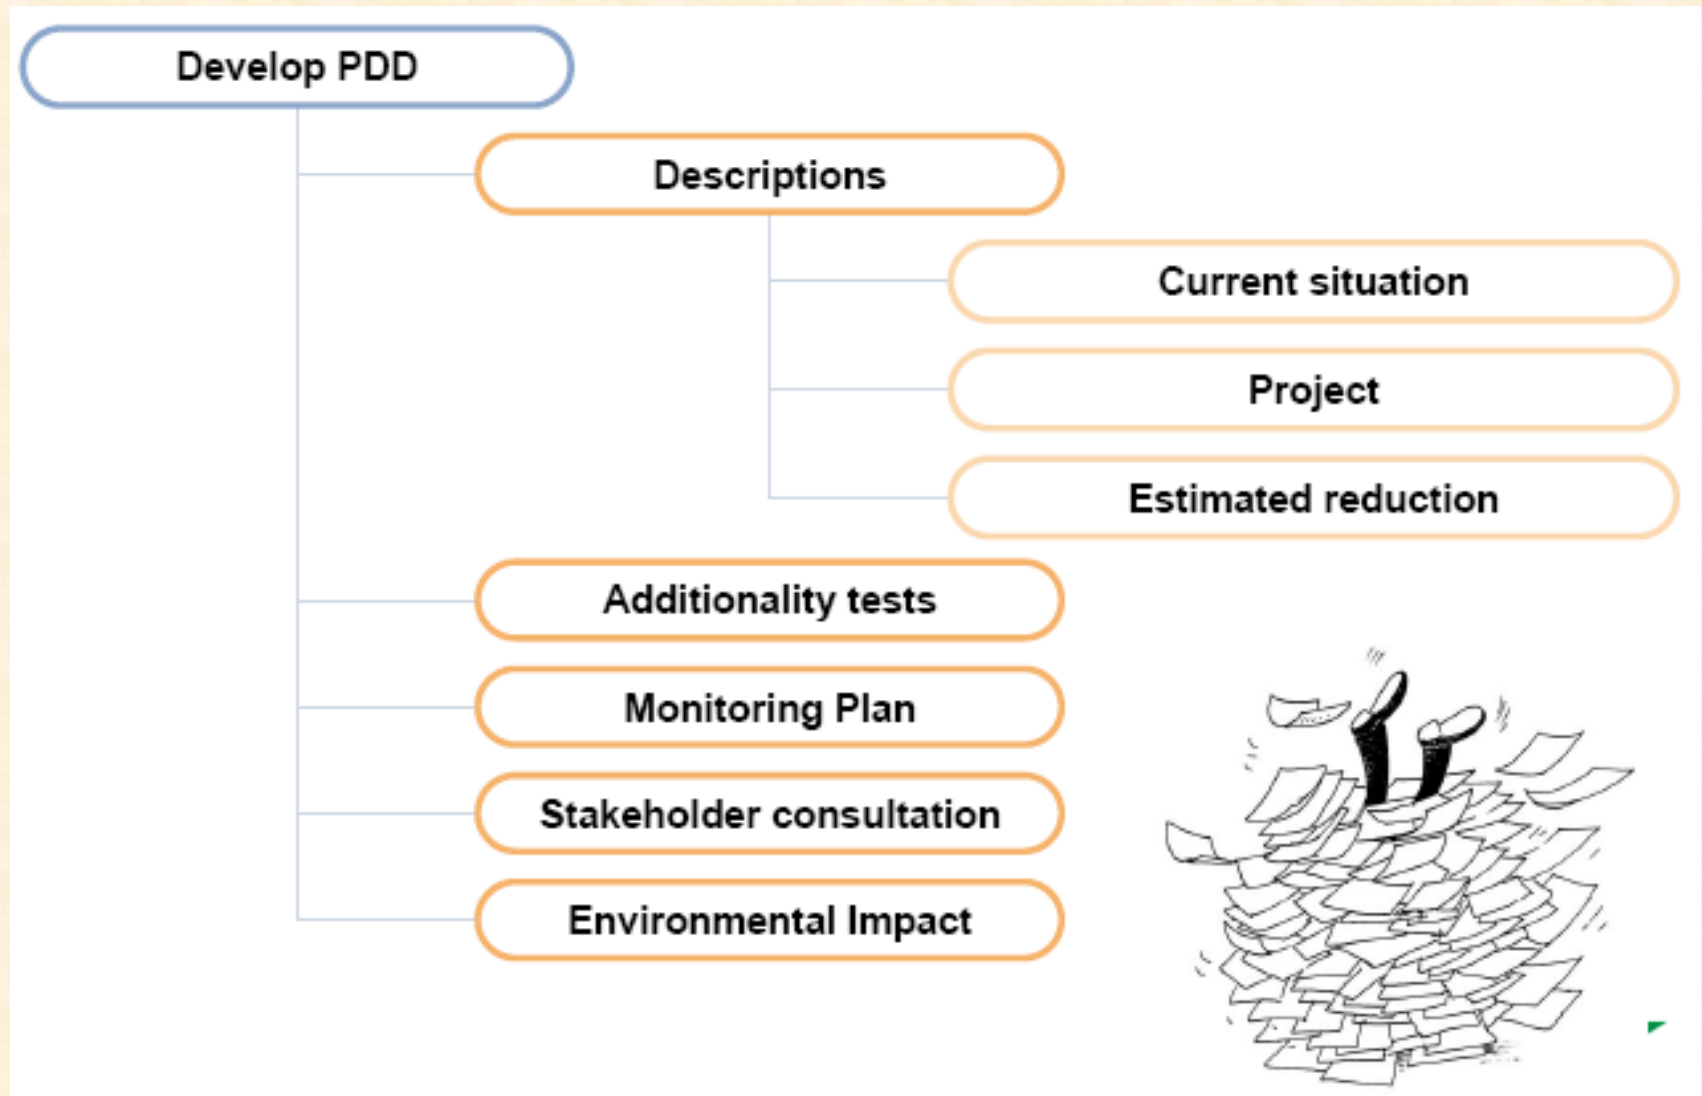 Develop PDD
Descriptions
Current situation
Project
Estimated reduction
Additionality tests
Monitoring Plan
Stakeholder consultation
Environmental Impact